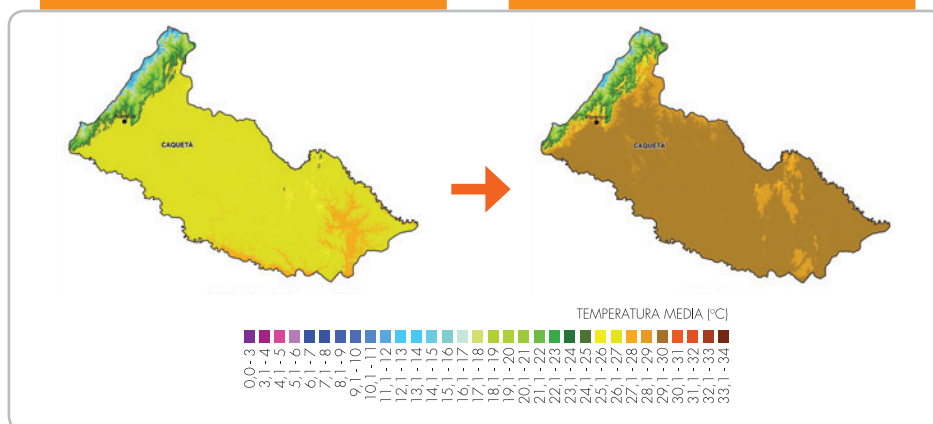 CAQUETÁ
CAQUETÁ
TEMPERATURA MEDIA (ºC)
0,0 - 3
3,1 - 4
4,1 - 5
5,1 - 6
6,1 - 7
7,1 - 8
8,1 - 9
9,1 - 10
10,1 - 11
11,1 - 12
12,1 - 13
13,1 - 14
14,1 - 15
15,1 - 16
16,1 - 17
17,1 - 18
18,1 - 19
19,1 - 20
20,1 - 21
21,1 - 22
22,1 - 23
23,1 - 24
24,1 - 25
25,1 - 26
26,1 - 27
27,1 - 28
28,1 - 29
29,1 - 30
30,1 - 31
31,1 - 32
32,1 - 33
33,1 - 34